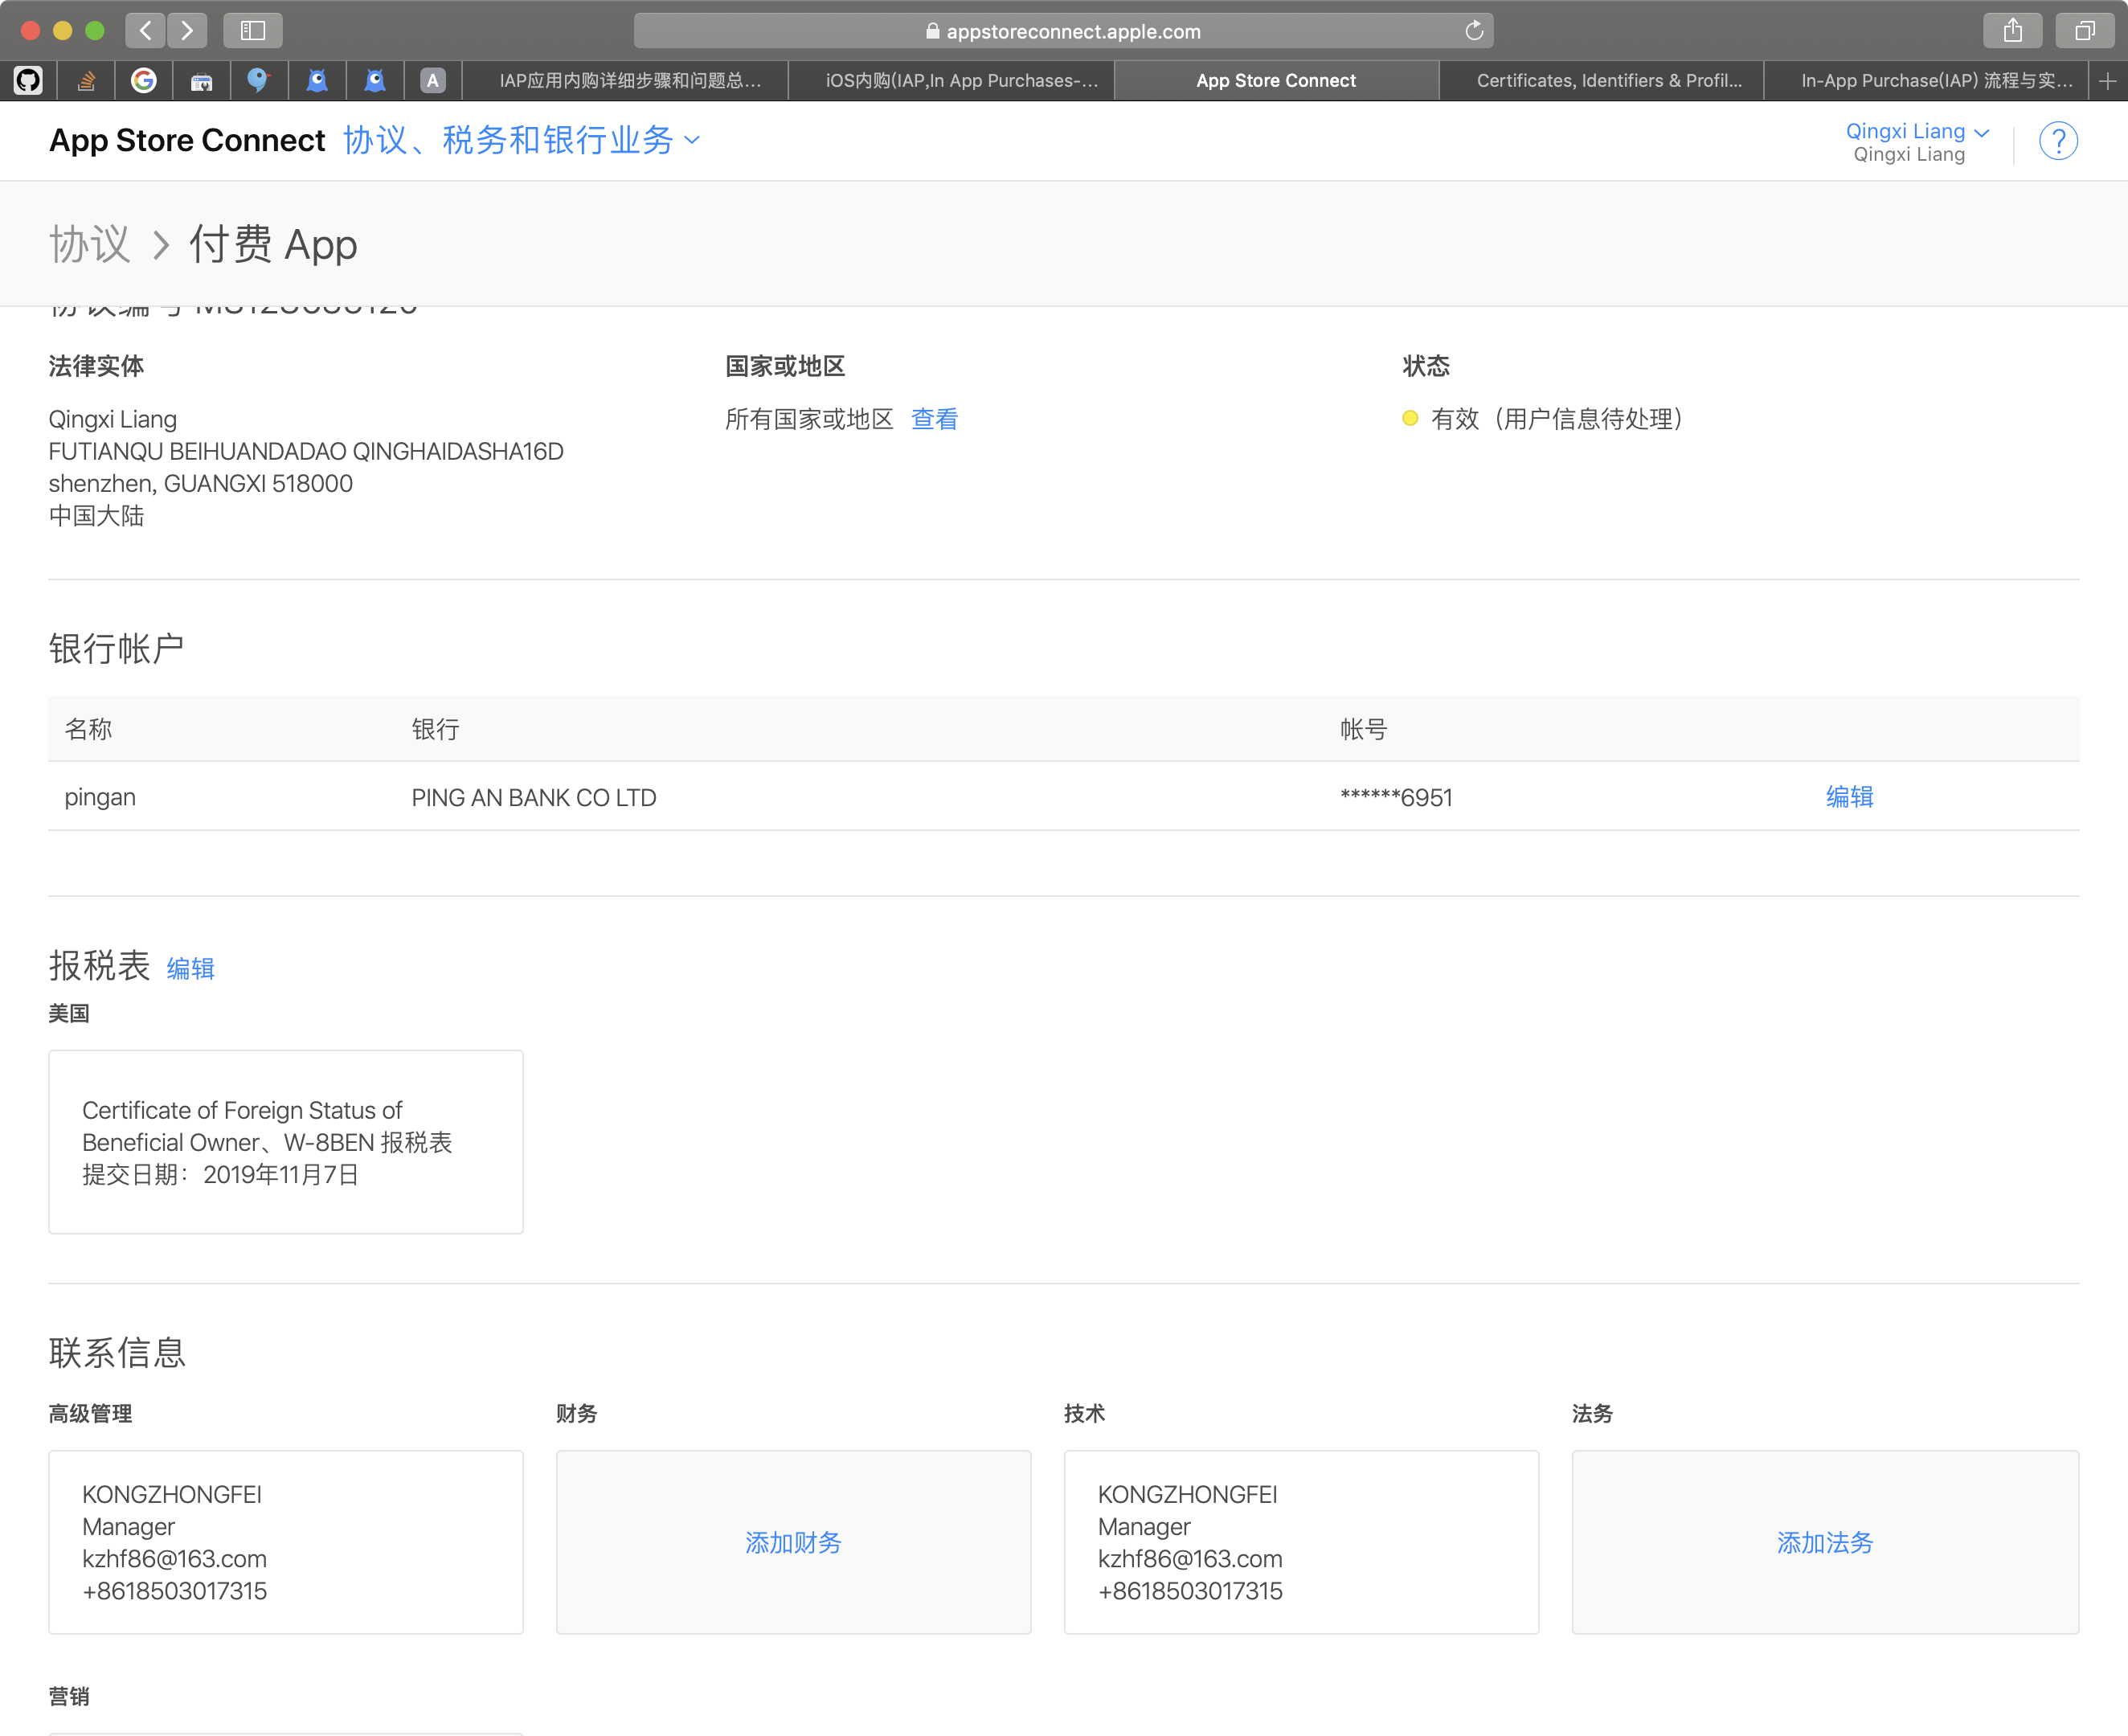 appstoreconnect.apple.com
A
IAP应用内购详细步骤和问题总...
iOS内购(IAP,In App Purchases-...
App Store Connect
Certificates, Identifiers & Profil...
In-App Purchase(IAP) 流程与实...
App Store Connect 协议、税务和银行业务
Qingxi Liang
Qingxi Liang
?
协议 > 付费 App
法律实体
Qingxi Liang
FUTIANQU BEIHUANDADAO QINGHAIDASHA16D
shenzhen, GUANGXI 518000
中国大陆
国家或地区
所有国家或地区 查看
状态
有效（用户信息待处理）
银行帐户
名称 银行 帐号
pingan PING AN BANK CO LTD ******6951 编辑
报税表 编辑
美国
Certificate of Foreign Status of
Beneficial Owner、W-8BEN 报税表
提交日期：2019年11月7日
联系信息
高级管理
KONGZHONGFEI
Manager
kzhf86@163.com
+8618503017315
财务
添加财务
技术
KONGZHONGFEI
Manager
kzhf86@163.com
+8618503017315
法务
添加法务
营销